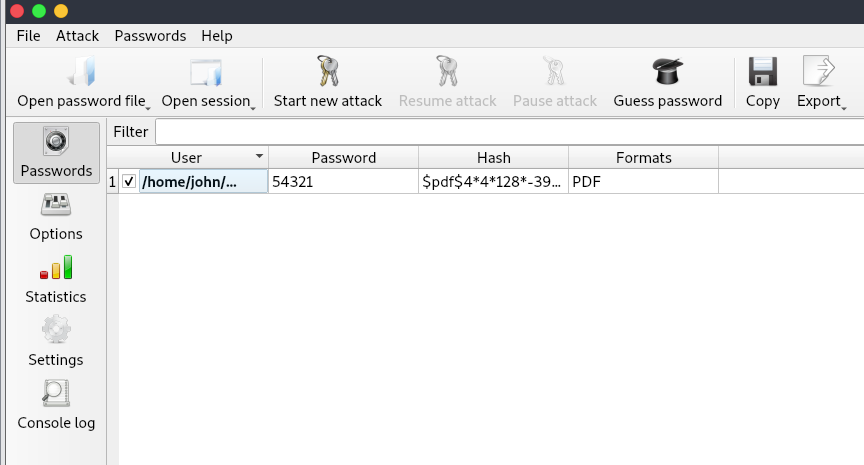 File Attack Passwords Help
Open password file Open session Start new attack Resume attack Pause attack Guess password Copy Export
Filter
Passwords
User Password Hash Formats
1 /home/john/... 54321 $pdf$4*4*128*-39... PDF
Options
Statistics
Settings
Console log